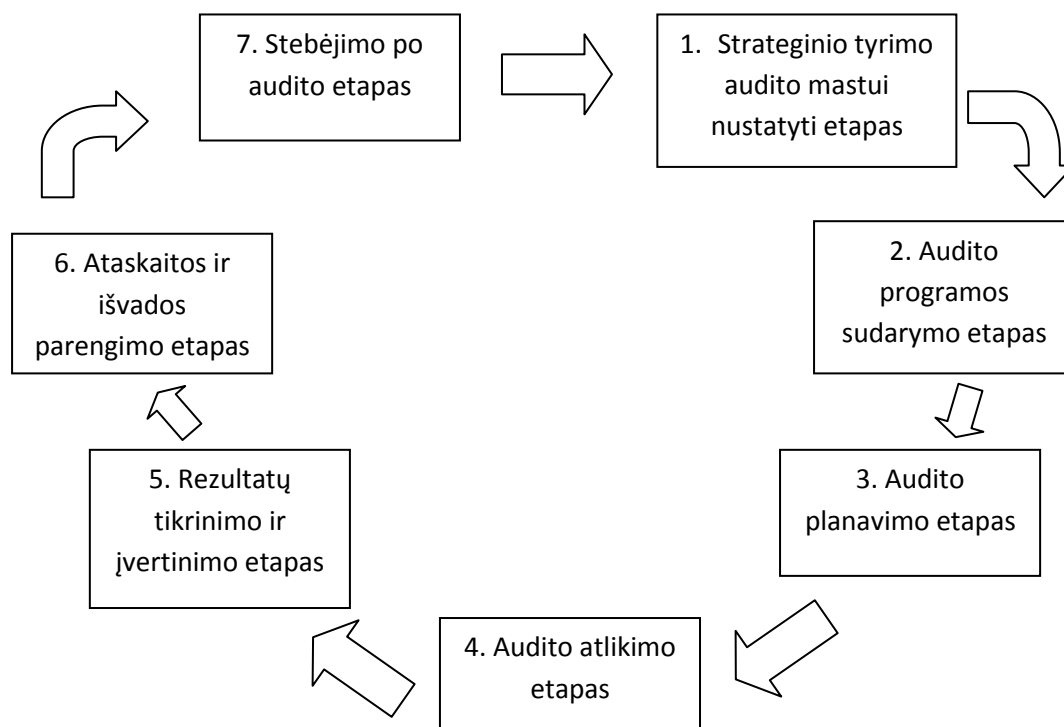 7. Stebėjimo po
audito etapas
1. Strateginio tyrimo
audito mastui
nustatyti etapas
2. Audito
programos
sudarymo etapas
3. Audito
planavimo etapas
4. Audito atlikimo
etapas
5. Rezultatų
tikrinimo ir
įvertinimo etapas
6. Ataskaitos ir
išvados
parengimo etapas